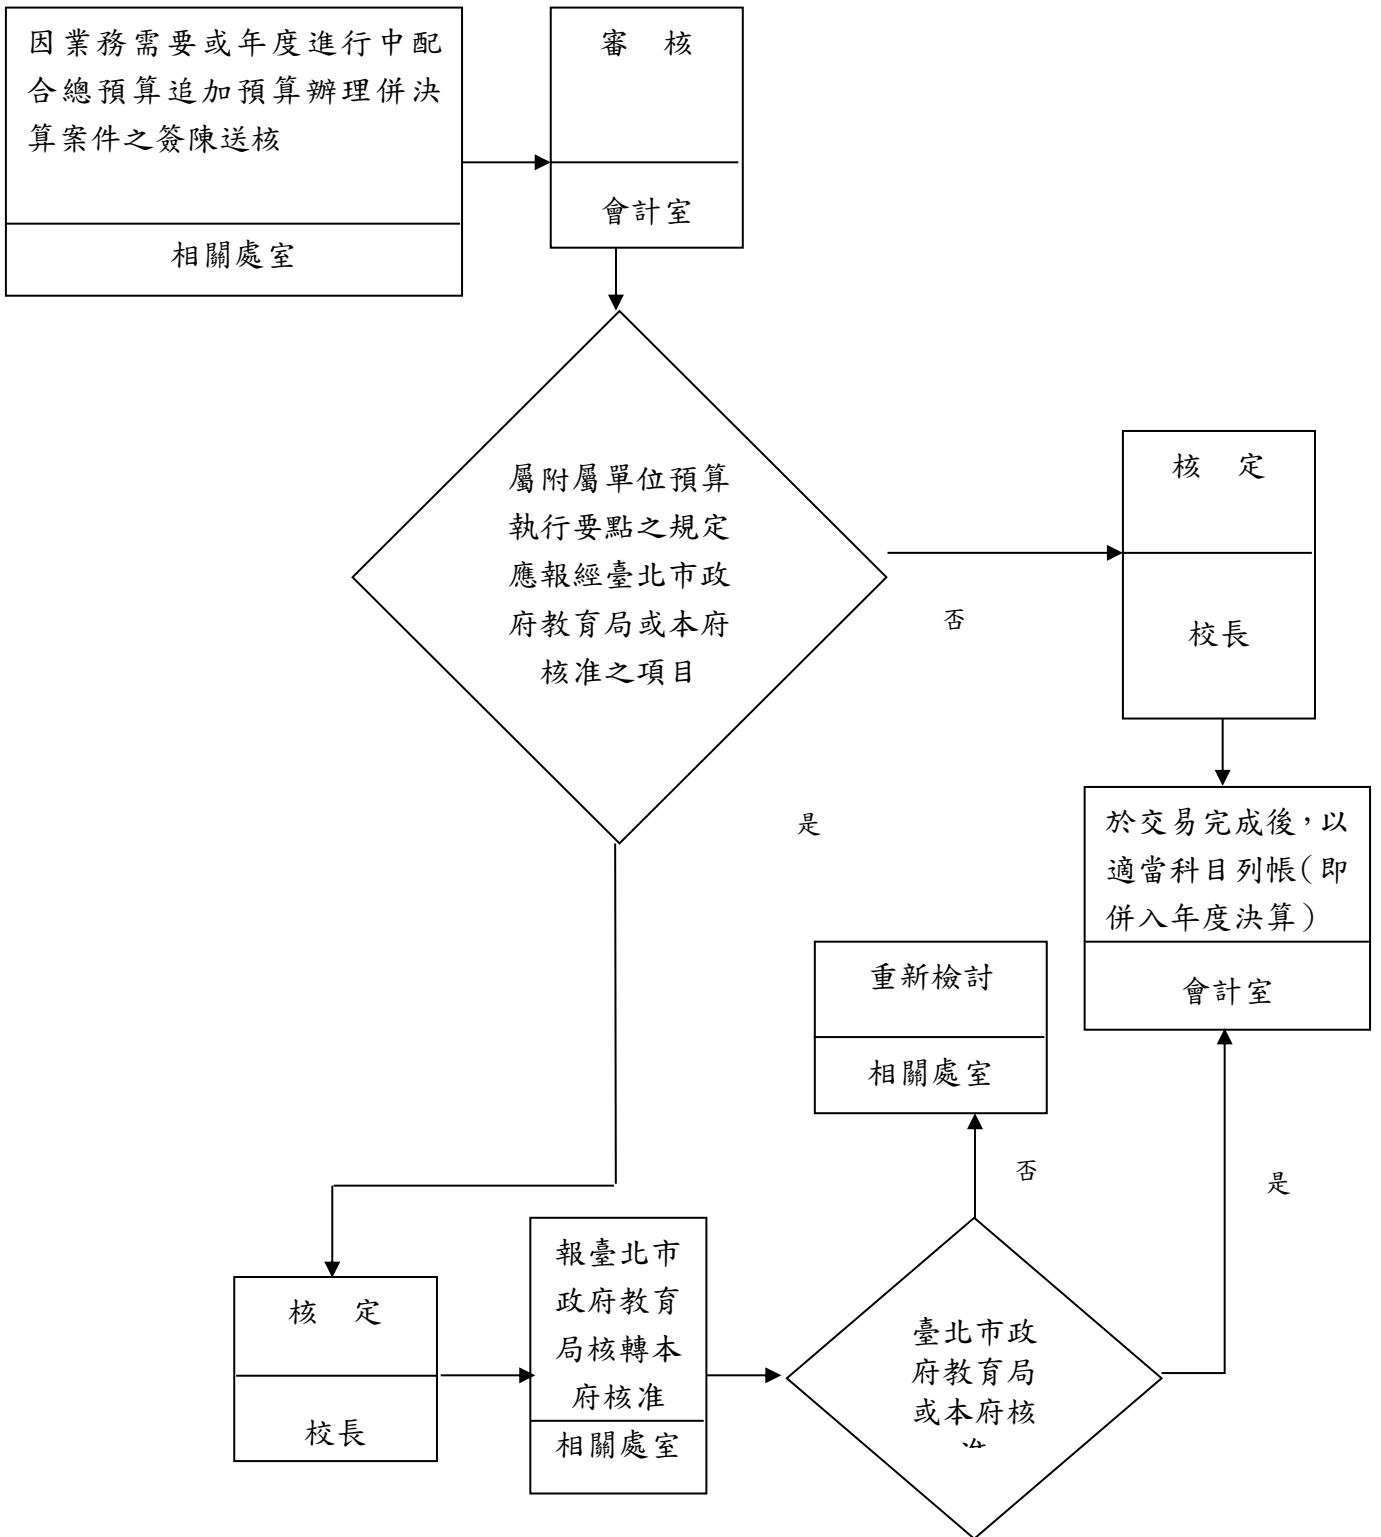 因業務需要或年度進行中配
合總預算追加預算辦理併決
算案件之簽陳送核
相關處室
審 核
會計室
屬附屬單位預算
執行要點之規定
應報經臺北市政
府教育局或本府
核准之項目
否
核 定
校長
是
於交易完成後，以
適當科目列帳（即
併入年度決算）
會計室
重新檢討
相關處室
否
是
核 定
校長
報臺北市
政府教育
局核轉本
府核准
相關處室
臺北市政
府教育局
或本府核